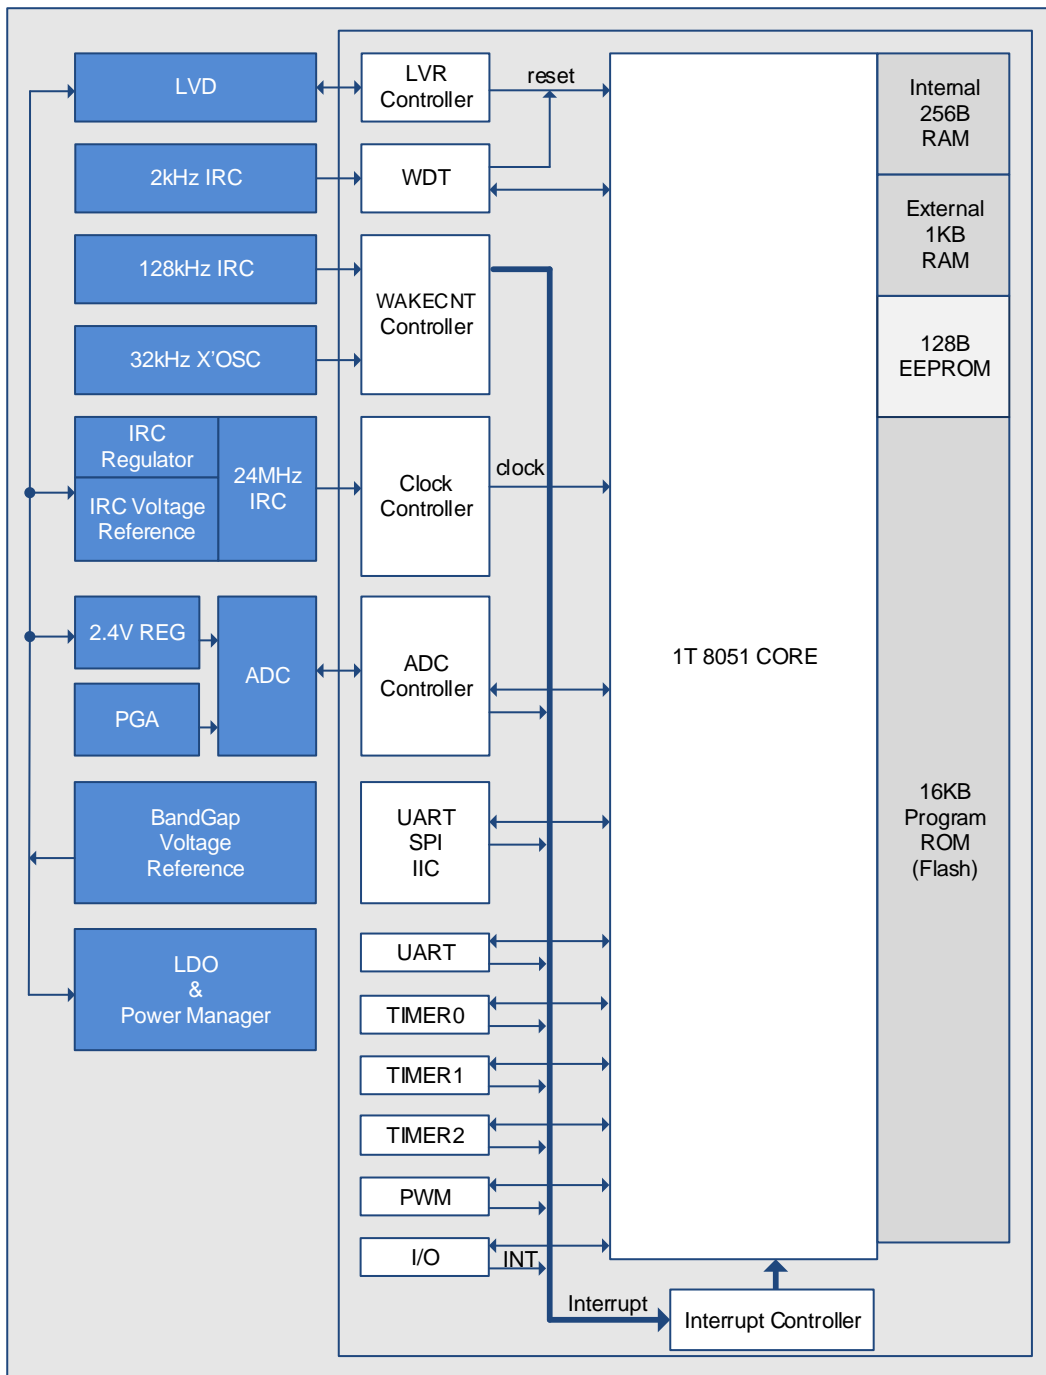 LVD
LVR
Controller
reset
2kHz IRC
WDT
128kHz IRC
32kHz X'OSC
WAKECNT
Controller
IRC
Regulator
IRC Voltage
Reference
24MHz
IRC
Clock
Controller
clock
2.4V REG
PGA
ADC
ADC
Controller
BandGap
Voltage
Reference
UART
SPI
IIC
LDO
&
Power Manager
UART
TIMER0
TIMER1
TIMER2
PWM
I/O
INT
Interrupt
Interrupt Controller
1T 8051 CORE
Internal
256B
RAM
External
1KB
RAM
128B
EEPROM
16KB
Program
ROM
(Flash)